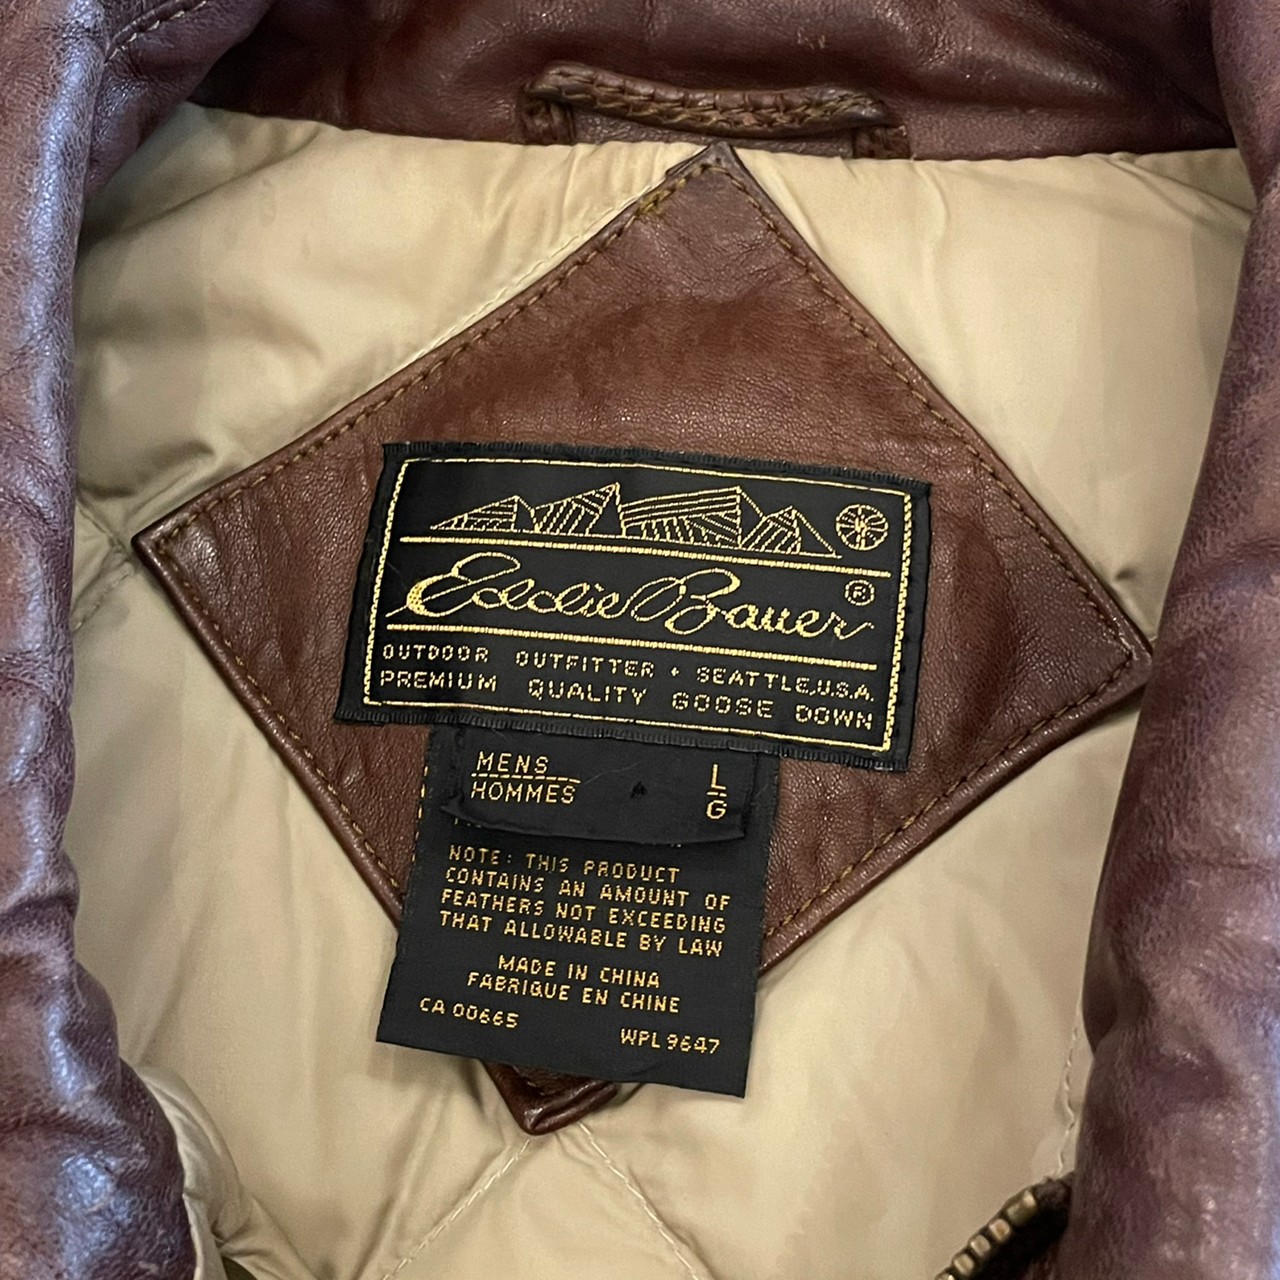 Eddie Bauer ®
OUTDOOR OUTFITTER • SEATTLE, U.S.A.
PREMIUM QUALITY GOOSE DOWN
MENS L
HOMMES G
NOTE: THIS PRODUCT
CONTAINS AN AMOUNT OF
FEATHERS NOT EXCEEDING
THAT ALLOWABLE BY LAW
MADE IN CHINA
FABRIQUE EN CHINE
CA 00665 WPL 9647